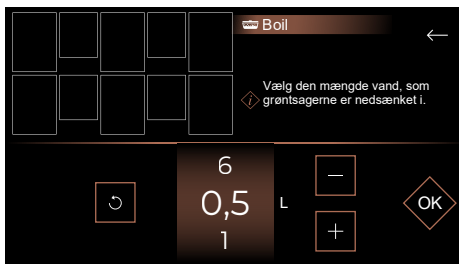 Boil
Vælg den mængde vand, som
grøntsagerne er nedsænket i.
6
0,5 L
1
OK